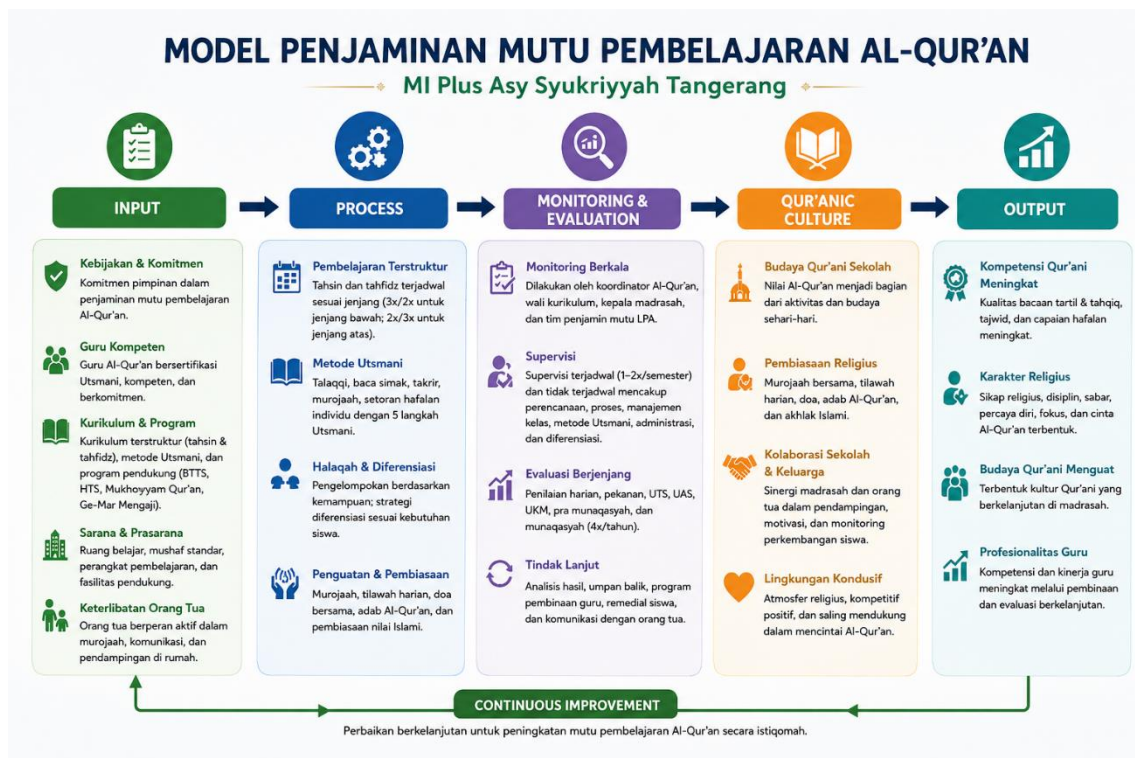 MODEL PENJAMINAN MUTU PEMBELAJARAN AL-QUR'AN
MI Plus Asy Syukriyyah Tangerang
INPUT
Kebijakan & Komitmen
Komitmen pimpinan dalam
penjaminan mutu pembelajaran
Al-Qur'an.
Guru Kompeten
Guru Al-Qur'an bersertifikasi
Utsmani, kompeten, dan
berkomitmen.
Kurikulum & Program
Kurikulum terstruktur (tahsin &
tahfidz), metode Utsmani, dan
program pendukung (BTTS,
HTS, Mukhoyyam Qur'an,
Ge-Mar Mengaji).
Sarana & Prasarana
Ruang belajar, mushaf standar,
perangkat pembelajaran, dan
fasilitas pendukung.
Keterlibatan Orang Tua
Orang tua berperan aktif dalam
murojaah, komunikasi, dan
pendampingan di rumah.
PROCESS
Pembelajaran Terstruktur
Tahsin dan tahfidz terjadwal
sesuai jenjang (3x/2x untuk
jenjang bawah; 2x/3x untuk
jenjang atas).
Metode Utsmani
Talaqqi, baca simak, takrir,
murojaah, setoran hafalan
individu dengan 5 langkah
Utsmani.
Halaqah & Diferensiasi
Pengelompokan berdasarkan
kemampuan; strategi
diferensiasi sesuai kebutuhan
siswa.
Penguatan & Pembiasaan
Murojaah, tilawah harian, doa
bersama, adab Al-Qur'an, dan
pembiasaan nilai Islami.
MONITORING &
EVALUATION
Monitoring Berkala
Dilakukan oleh koordinator Al-Qur'an,
wali kurikulum, kepala madrasah,
dan tim penjamin mutu LPA.
Supervisi
Supervisi terjadwal (1–2x/semester)
dan tidak terjadwal mencakup
perencanaan, proses, manajemen
kelas, metode Utsmani, administrasi,
dan diferensiasi.
Evaluasi Berjenjang
Penilaian harian, pekanan, UTS, UAS,
UKM, pra munaqasyah, dan
munaqasyah (4x/tahun).
Tindak Lanjut
Analisis hasil, umpan balik, program
pembinaan guru, remedial siswa,
dan komunikasi dengan orang tua.
QUR'ANIC
CULTURE
Budaya Qur'ani Sekolah
Nilai Al-Qur'an menjadi bagian
dari aktivitas dan budaya
sehari-hari.
Pembiasaan Religius
Murojaah bersama, tilawah
harian, doa, adab Al-Qur'an,
dan akhlak Islami.
Kolaborasi Sekolah
& Keluarga
Sinergi madrasah dan orang
tua dalam pendampingan,
motivasi, dan monitoring
perkembangan siswa.
Lingkungan Kondusif
Atmosfer religius, kompetitif
positif, dan saling mendukung
dalam mencintai Al-Qur'an.
OUTPUT
Kompetensi Qur'ani
Meningkat
Kualitas bacaan tartil & tahqiq,
tajwid, dan capaian hafalan
meningkat.
Karakter Religius
Sikap religius, disiplin, sabar,
percaya diri, fokus, dan cinta
Al-Qur'an terbentuk.
Budaya Qur'ani Menguat
Terbentuk kultur Qur'ani yang
berkelanjutan di madrasah.
Profesionalitas Guru
Kompetensi dan kinerja guru
meningkat melalui pembinaan
dan evaluasi berkelanjutan.
CONTINUOUS IMPROVEMENT
Perbaikan berkelanjutan untuk peningkatan mutu pembelajaran Al-Qur'an secara istiqomah.